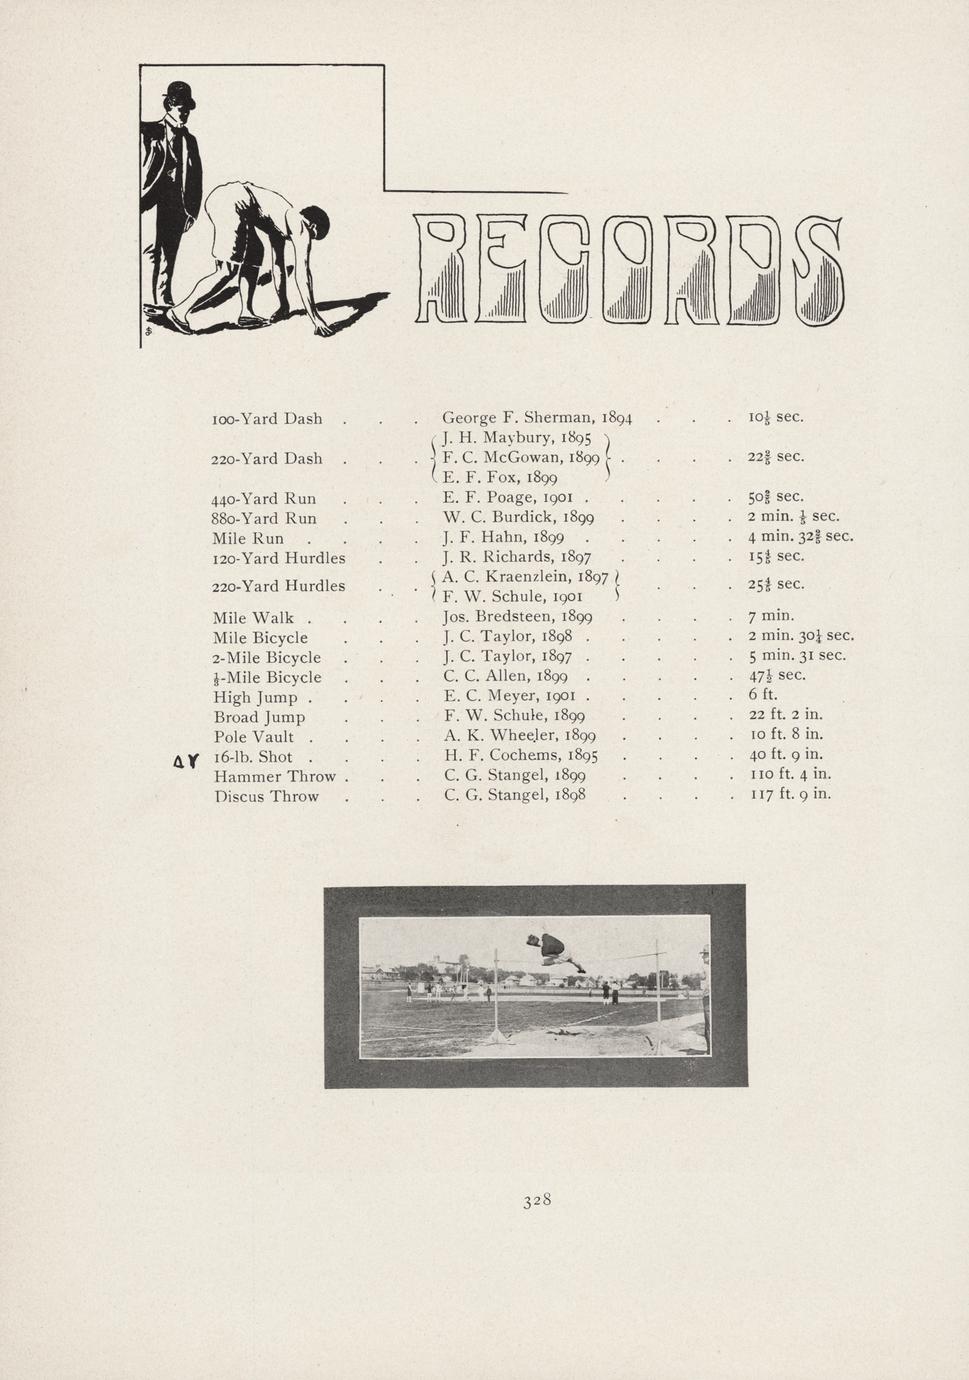 RECORDS
100-Yard Dash . . . George F. Sherman, 1894 . . . 10⅕ sec.
J. H. Maybury, 1895
220-Yard Dash . . . F. C. McGowan, 1899 . . . . 22⅖ sec.
E. F. Fox, 1899
440-Yard Run . . . E. F. Poage, 1901 . . . . . 50⅗ sec.
880-Yard Run . . . W. C. Burdick, 1899 . . . . 2 min. ⅕ sec.
Mile Run . . . . J. F. Hahn, 1899 . . . . . 4 min. 32⅖ sec.
120-Yard Hurdles . . J. R. Richards, 1897 . . . . 15⅘ sec.
A. C. Kraenzlein, 1897
220-Yard Hurdles . . . . . 25⅘ sec.
F. W. Schule, 1901
Mile Walk . . . . Jos. Bredsteen, 1899 . . . . 7 min.
Mile Bicycle . . . J. C. Taylor, 1898 . . . . . 2 min. 30¼ sec.
2-Mile Bicycle . . . J. C. Taylor, 1897 . . . . . 5 min. 31 sec.
½-Mile Bicycle . . . C. C. Allen, 1899 . . . . . 47½ sec.
High Jump . . . . E. C. Meyer, 1901 . . . . . 6 ft.
Broad Jump . . . F. W. Schule, 1899 . . . . 22 ft. 2 in.
Pole Vault . . . . A. K. Wheeler, 1899 . . . . 10 ft. 8 in.
ΔΥ 16-lb. Shot . . . . H. F. Cochems, 1895 . . . . 40 ft. 9 in.
Hammer Throw . . . C. G. Stangel, 1899 . . . . 110 ft. 4 in.
Discus Throw . . . C. G. Stangel, 1898 . . . . 117 ft. 9 in.
328